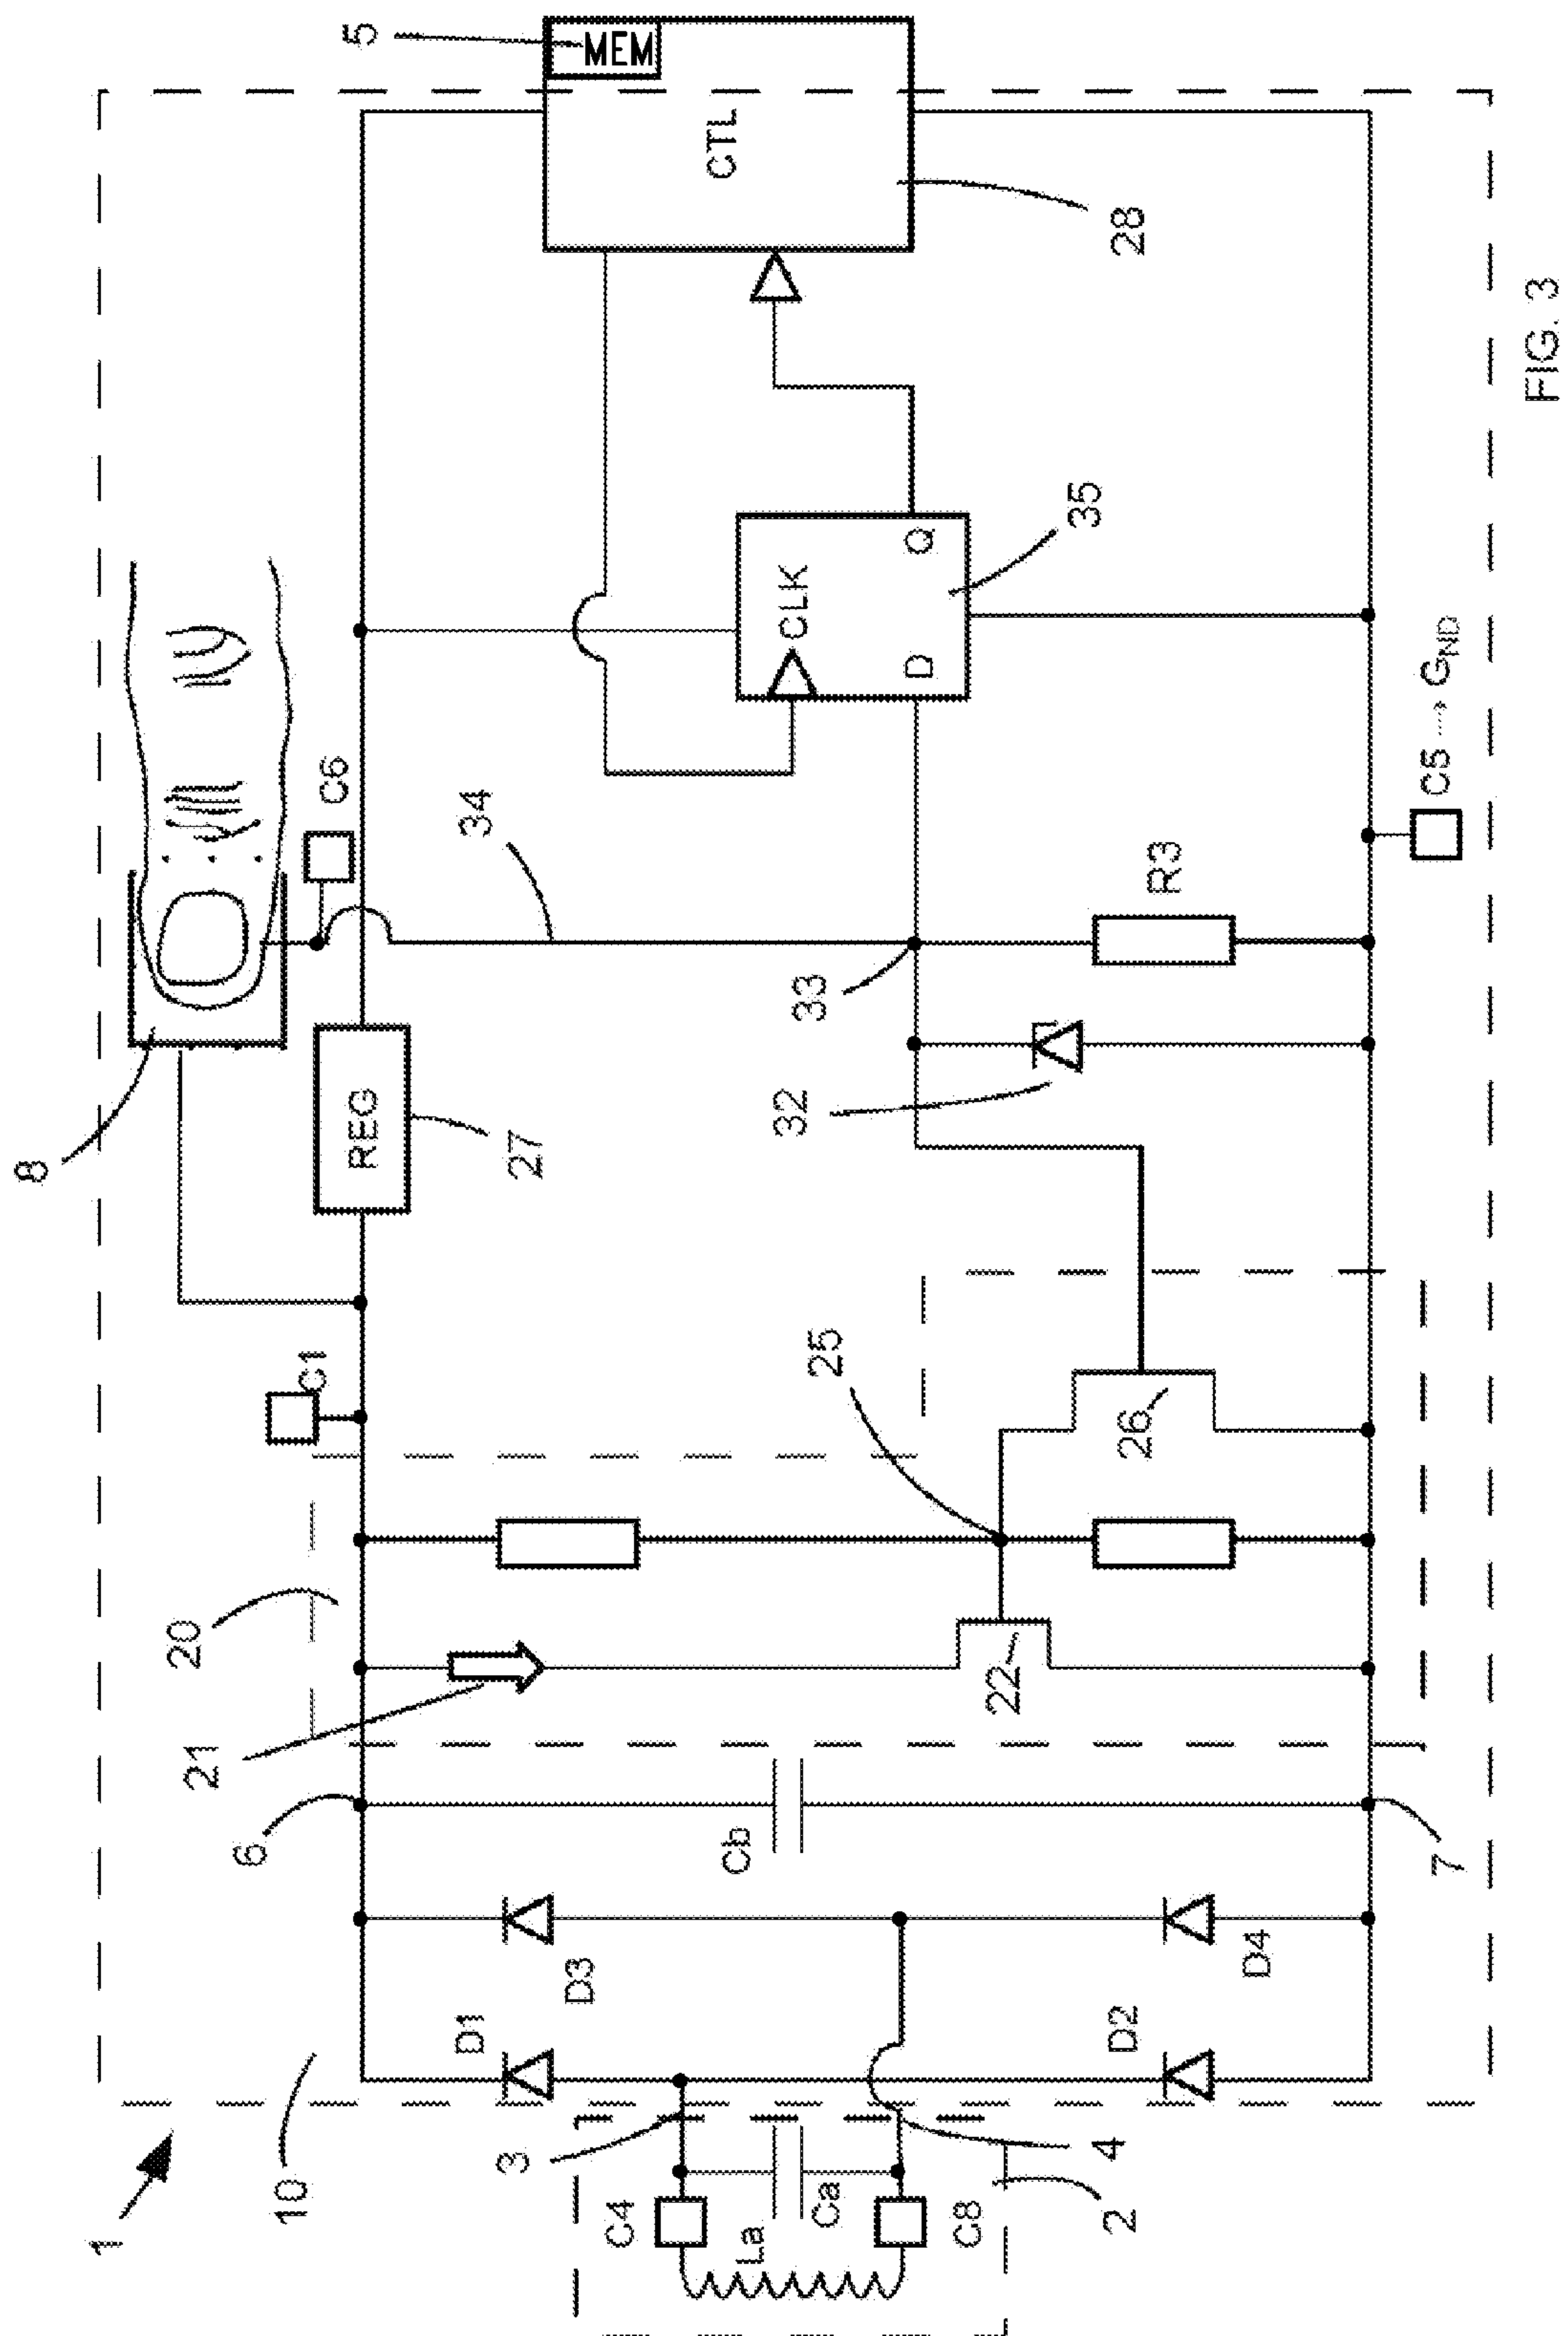 1
10
2
3
4
C4
C8
La
Ca
D1
D2
D3
D4
6
7
Cb
20
21
22
25
26
C1
8
REG
27
32
33
34
C6
R3
C5 → GND
D
CLK
Q
35
CTL
28
MEM
5
FIG. 3